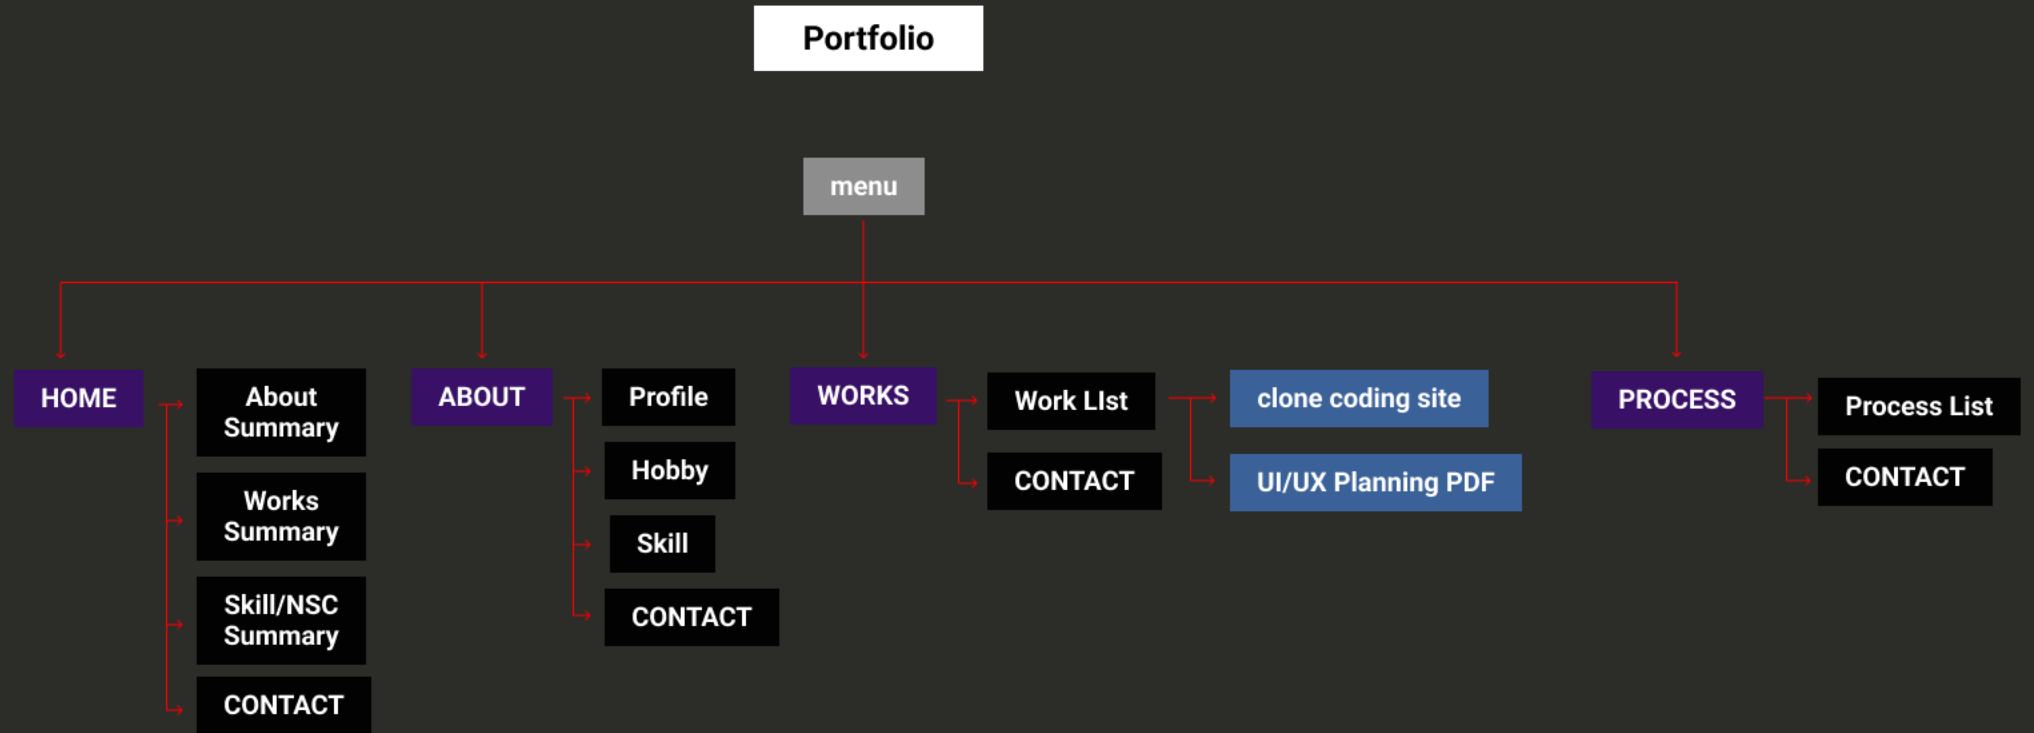 Portfolio
menu
HOME
About
Summary
Works
Summary
Skill/NSC
Summary
CONTACT
ABOUT
Profile
Hobby
Skill
CONTACT
WORKS
Work LIst
CONTACT
clone coding site
UI/UX Planning PDF
PROCESS
Process List
CONTACT